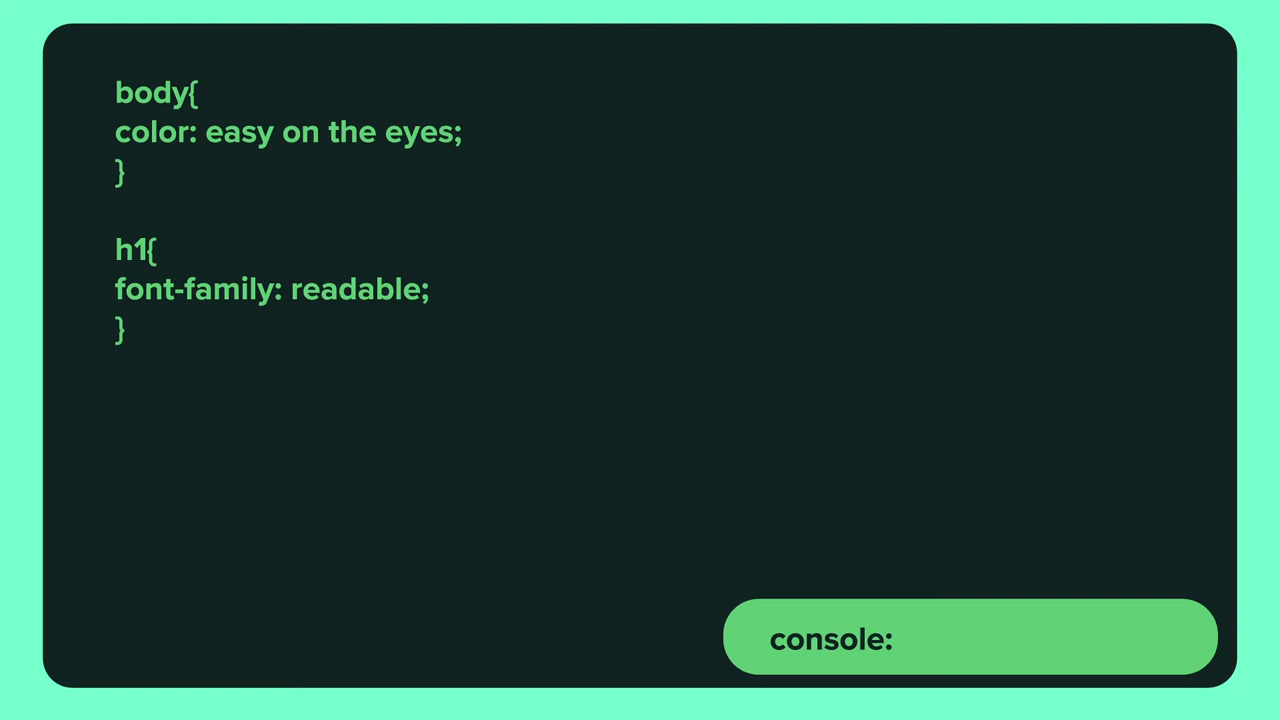 body{
color: easy on the eyes;
}
h1{
font-family: readable;
}
console: